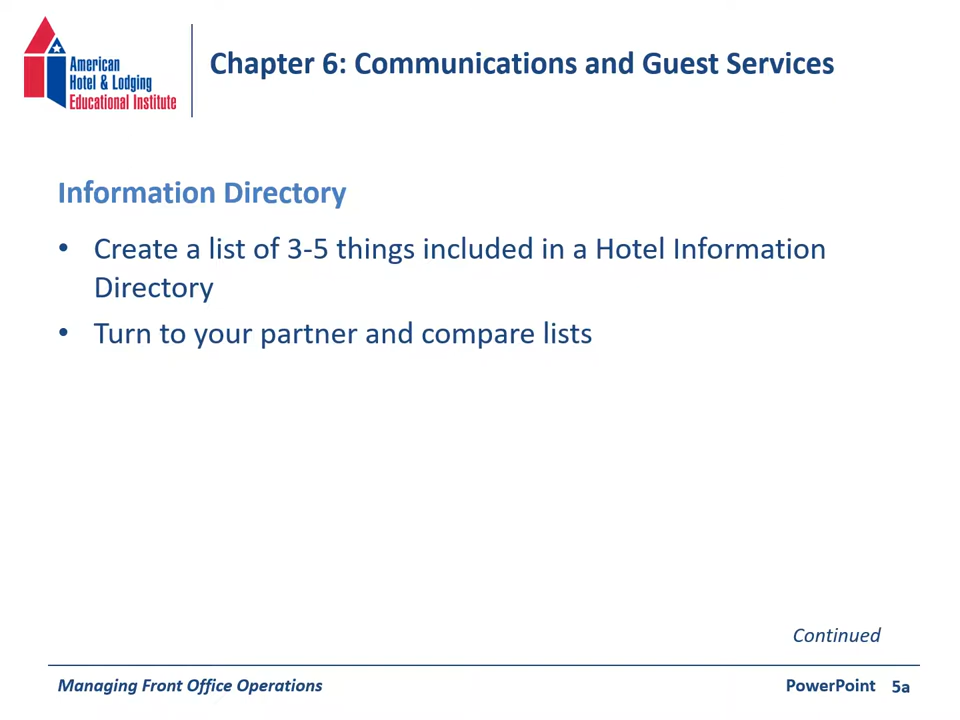 American
Hotel & Lodging
Educational Institute
Chapter 6: Communications and Guest Services
Information Directory
• Create a list of 3-5 things included in a Hotel Information
Directory
• Turn to your partner and compare lists
Continued
Managing Front Office Operations
PowerPoint 5a